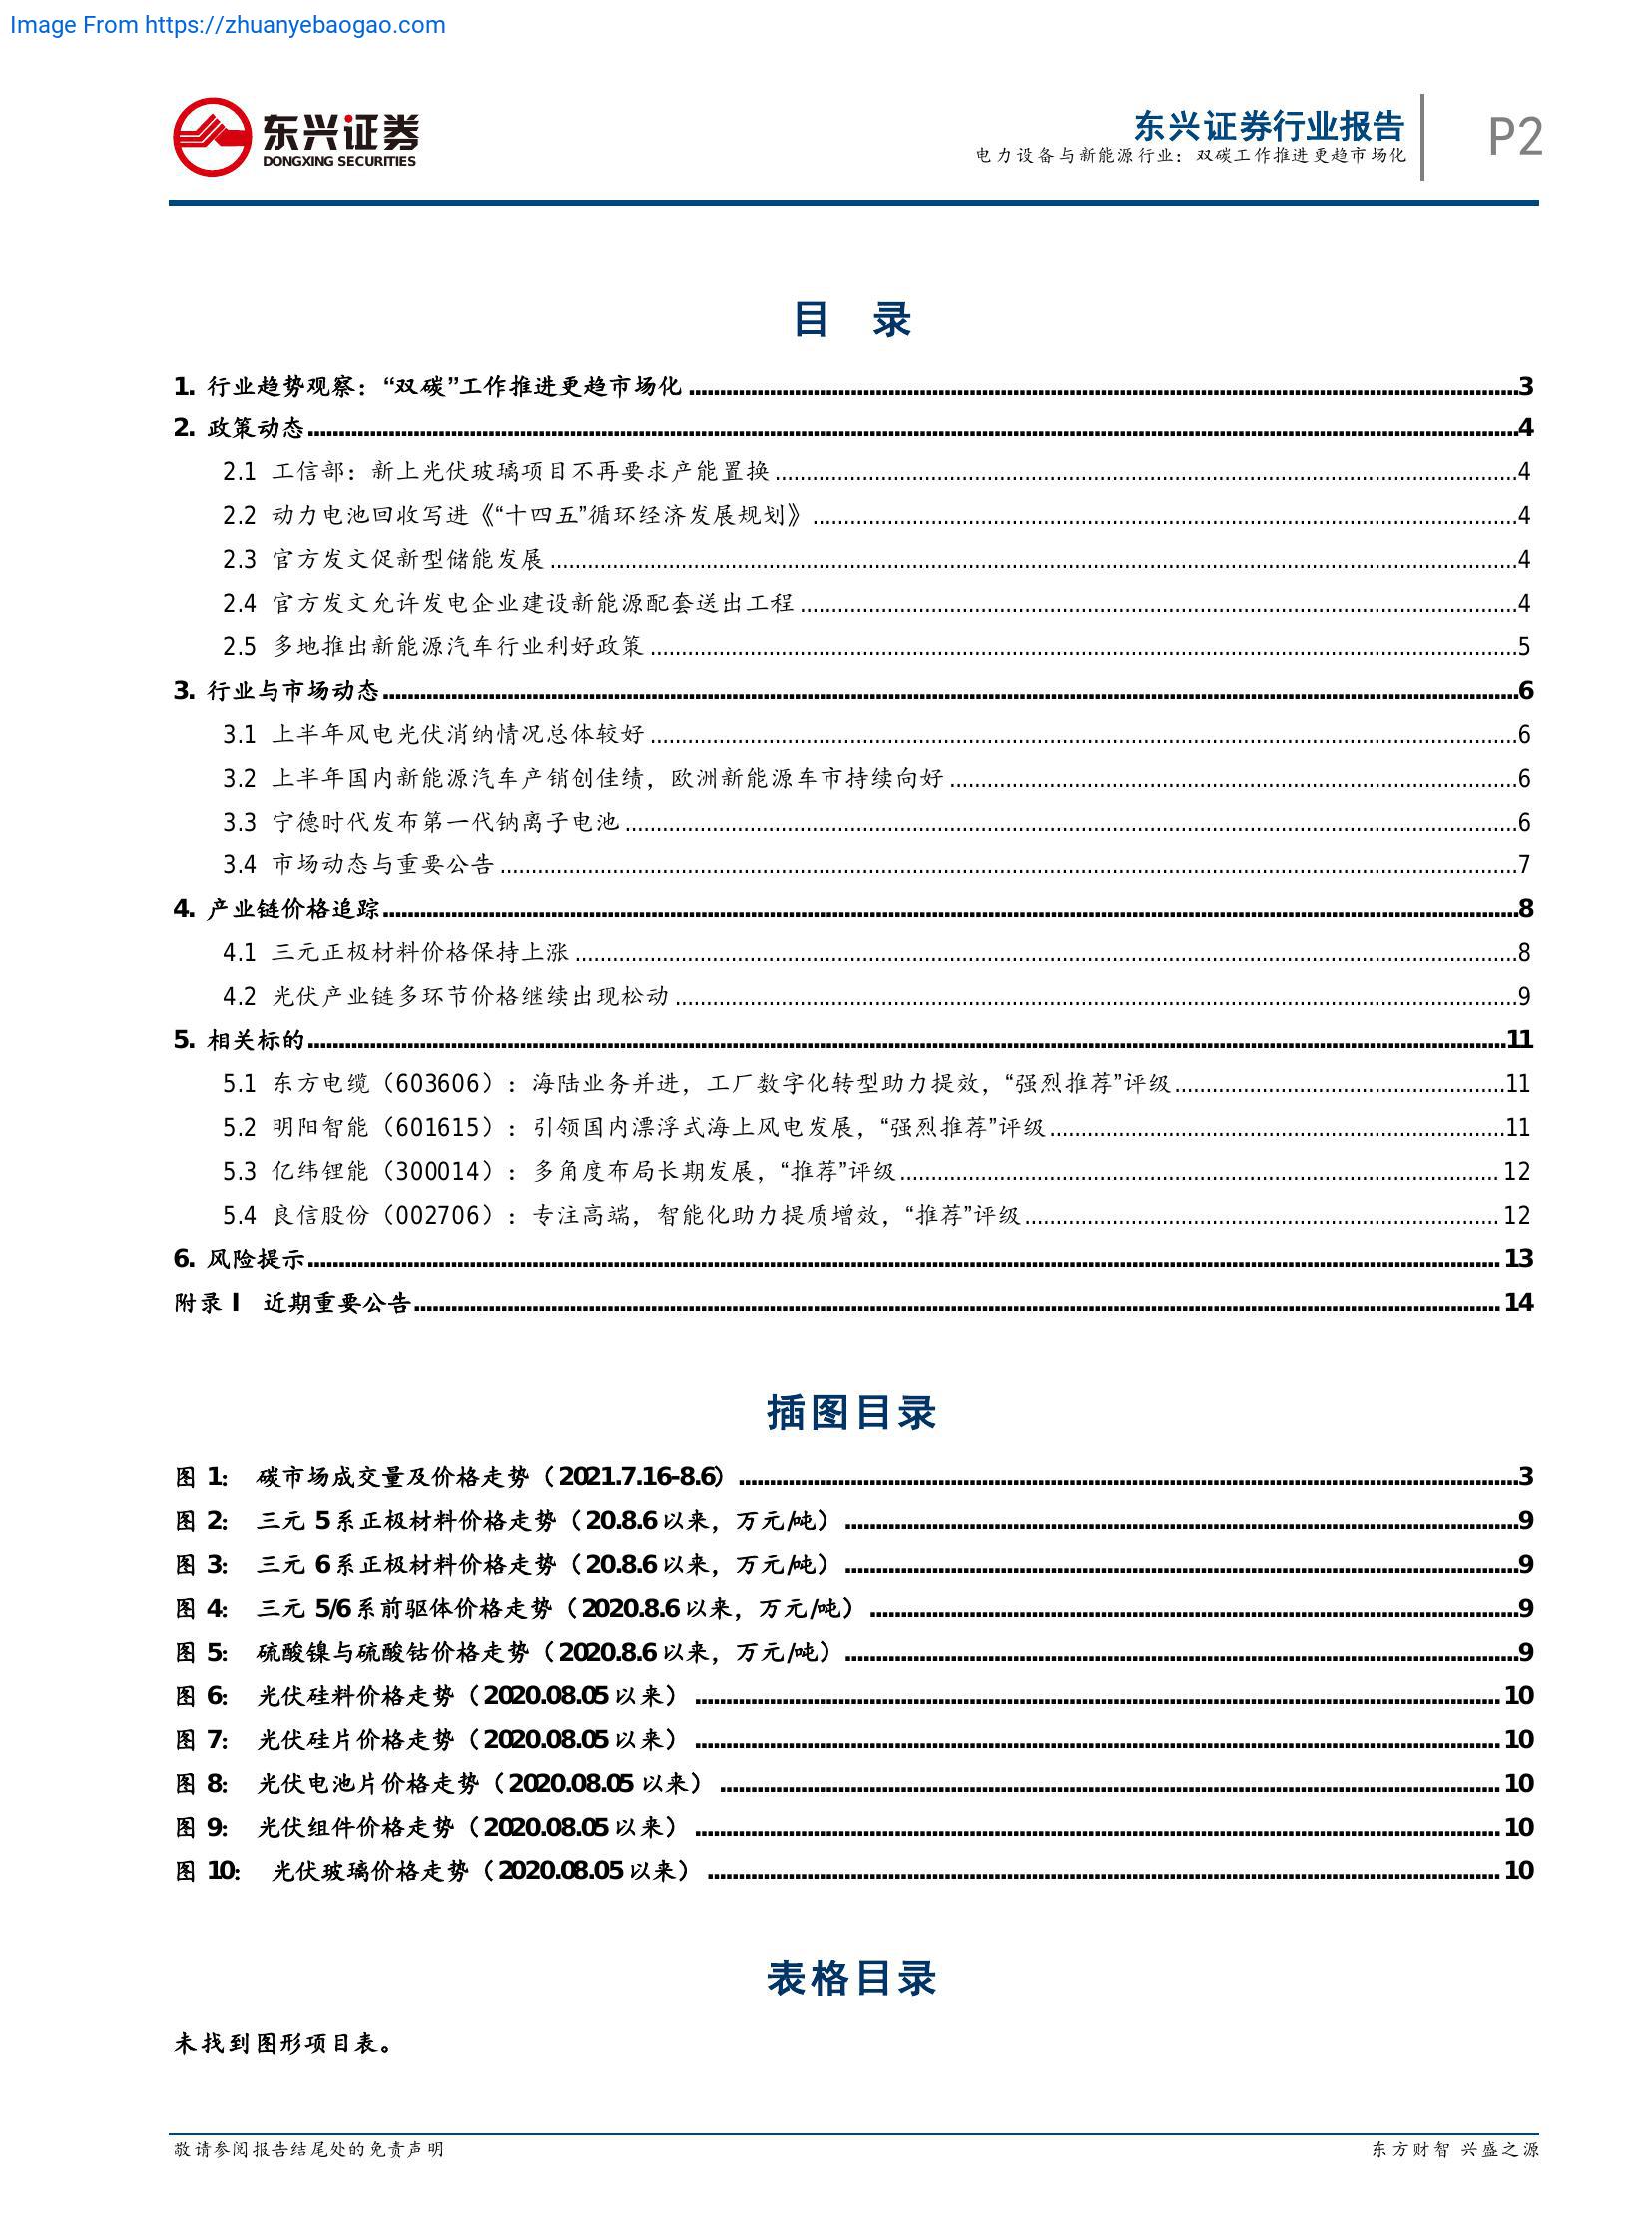 Image From https://zhuanyebaogao.com
东兴证券
DONGXING SECURITIES
东兴证券行业报告
电力设备与新能源行业：双碳工作推进更趋市场化
P2
目 录
1. 行业趋势观察：“双碳”工作推进更趋市场化 3
2. 政策动态 4
2.1 工信部：新上光伏玻璃项目不再要求产能置换 4
2.2 动力电池回收写进《“十四五”循环经济发展规划》 4
2.3 官方发文促新型储能发展 4
2.4 官方发文允许发电企业建设新能源配套送出工程 4
2.5 多地推出新能源汽车行业利好政策 5
3. 行业与市场动态 6
3.1 上半年风电光伏消纳情况总体较好 6
3.2 上半年国内新能源汽车产销创佳绩，欧洲新能源车市持续向好 6
3.3 宁德时代发布第一代钠离子电池 6
3.4 市场动态与重要公告 7
4. 产业链价格追踪 8
4.1 三元正极材料价格保持上涨 8
4.2 光伏产业链多环节价格继续出现松动 9
5. 相关标的 11
5.1 东方电缆（603606）：海陆业务并进，工厂数字化转型助力提效，“强烈推荐”评级 11
5.2 明阳智能（601615）：引领国内漂浮式海上风电发展，“强烈推荐”评级 11
5.3 亿纬锂能（300014）：多角度布局长期发展，“推荐”评级 12
5.4 良信股份（002706）：专注高端，智能化助力提质增效，“推荐”评级 12
6. 风险提示 13
附录 I 近期重要公告 14
插图目录
图 1： 碳市场成交量及价格走势（2021.7.16-8.6） 3
图 2： 三元 5 系正极材料价格走势（20.8.6 以来，万元/吨） 9
图 3： 三元 6 系正极材料价格走势（20.8.6 以来，万元/吨） 9
图 4： 三元 5/6 系前驱体价格走势（2020.8.6 以来，万元/吨） 9
图 5： 硫酸镍与硫酸钴价格走势（2020.8.6 以来，万元/吨） 9
图 6： 光伏硅料价格走势（2020.08.05 以来） 10
图 7： 光伏硅片价格走势（2020.08.05 以来） 10
图 8： 光伏电池片价格走势（2020.08.05 以来） 10
图 9： 光伏组件价格走势（2020.08.05 以来） 10
图 10： 光伏玻璃价格走势（2020.08.05 以来） 10
表格目录
未找到图形项目表。
敬请参阅报告结尾处的免责声明
东方财智 兴盛之源